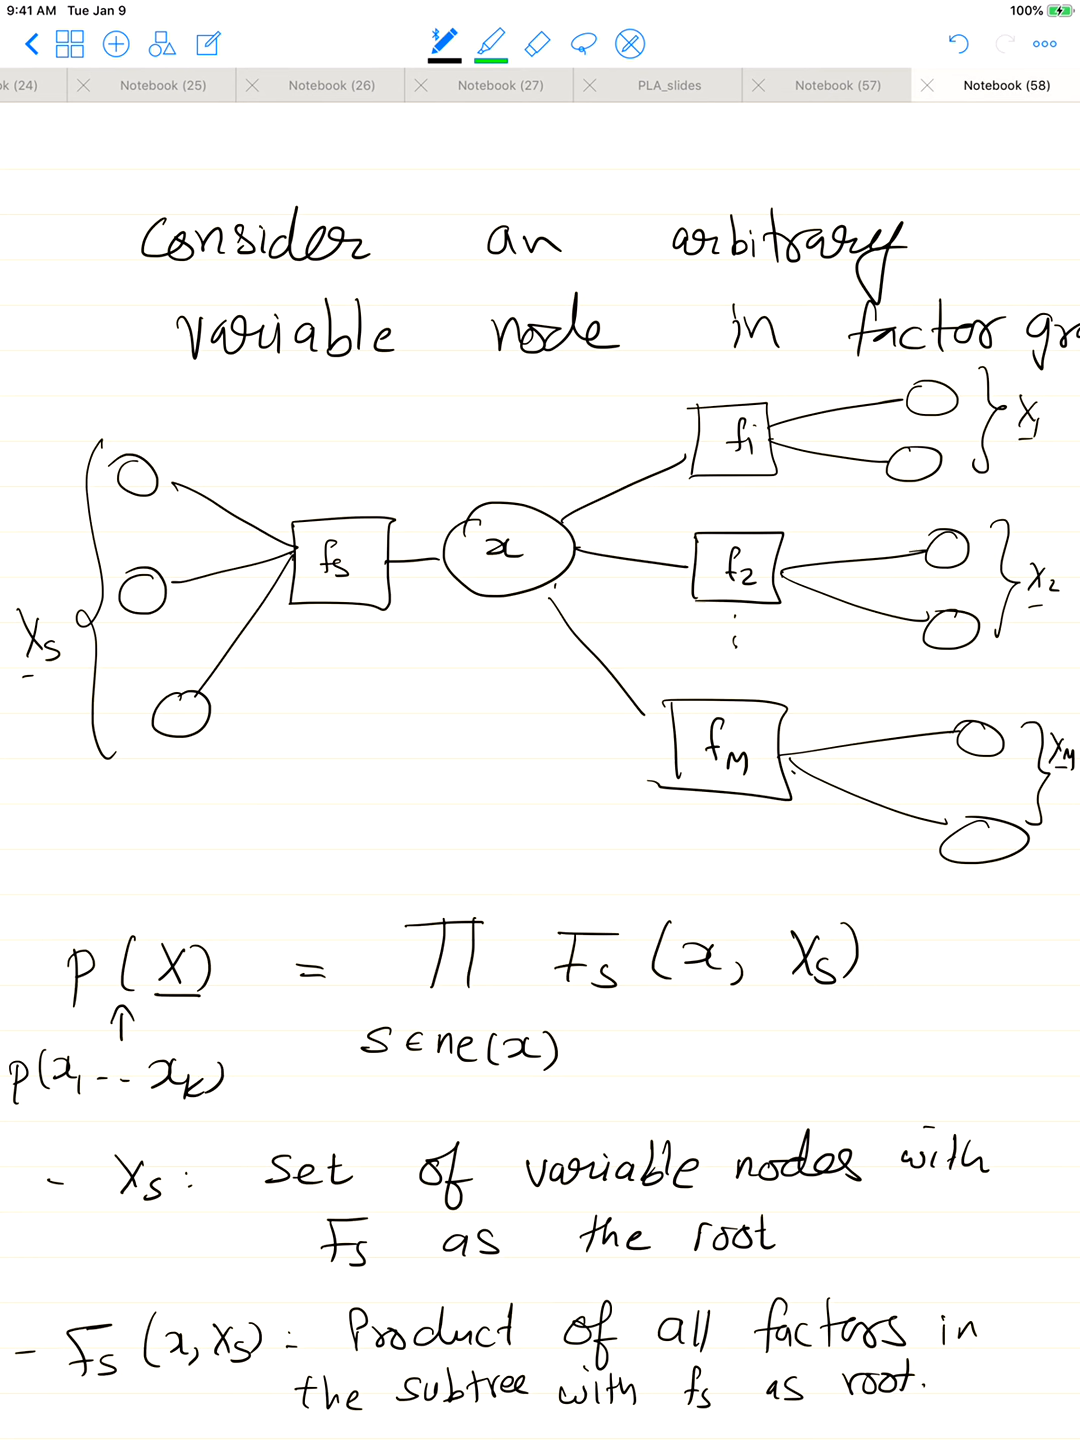 9:41 AM Tue Jan 9 100%
k (24) Notebook (25) Notebook (26) Notebook (27) PLA_slides Notebook (57) Notebook (58)
Consider an arbitrary
variable node in factor gra
f1 X1
fs x f2 X2
Xs
fM XM
p(X) = Π Fs (x, Xs)
s ∈ ne(x)
p(x1 -- xk)
- Xs: Set of variable nodes with
Fs as the root
- Fs (x, Xs): Product of all factors in
the subtree with fs as root.